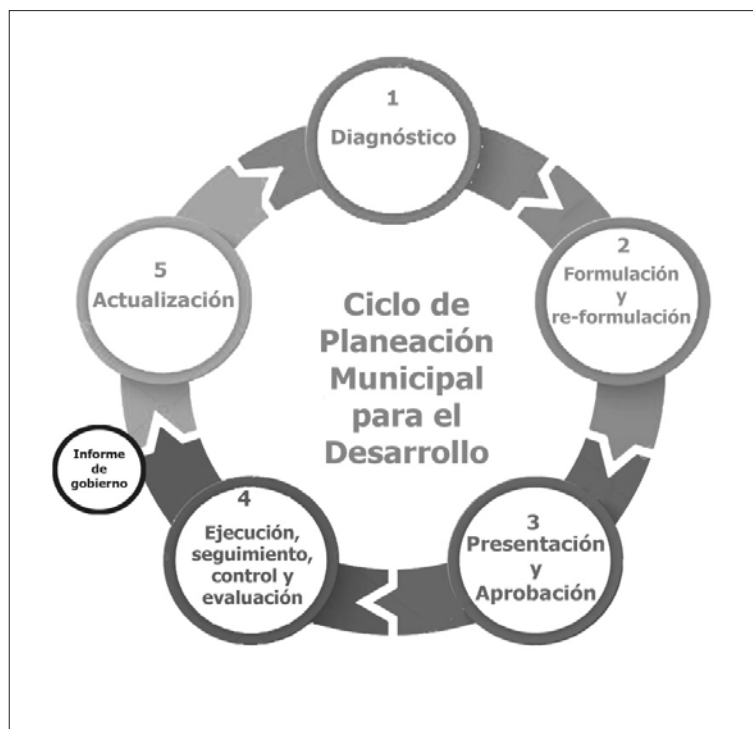 1
Diagnóstico
2
Formulación
y
re-formulación
3
Presentación
y
Aprobación
4
Ejecución,
seguimiento,
control y
evaluación
Informe
de
gobierno
5
Actualización
Ciclo de
Planeación
Municipal
para el
Desarrollo